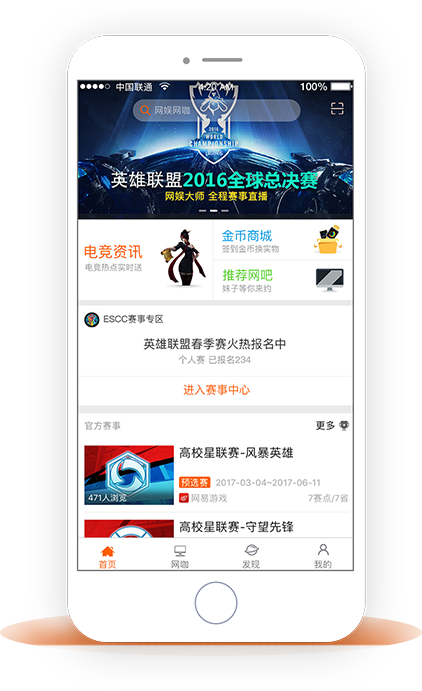 中国联通 4:20 AM 100%
网娱网咖
2016
WORLD
CHAMPIONSHIP
英雄联盟2016全球总决赛
网娱大师 全程赛事直播
电竞资讯
电竞热点实时送
金币商城
签到金币换实物
推荐网吧
妹子等你来约
ESCC赛事专区
英雄联盟春季赛火热报名中
个人赛 已报名234
进入赛事中心
官方赛事
更多
高校星联赛-风暴英雄
预选赛 2017-03-04~2017-06-11
471人浏览
网易游戏 7赛点/7省
高校星联赛-守望先锋
首页 网咖 发现 我的